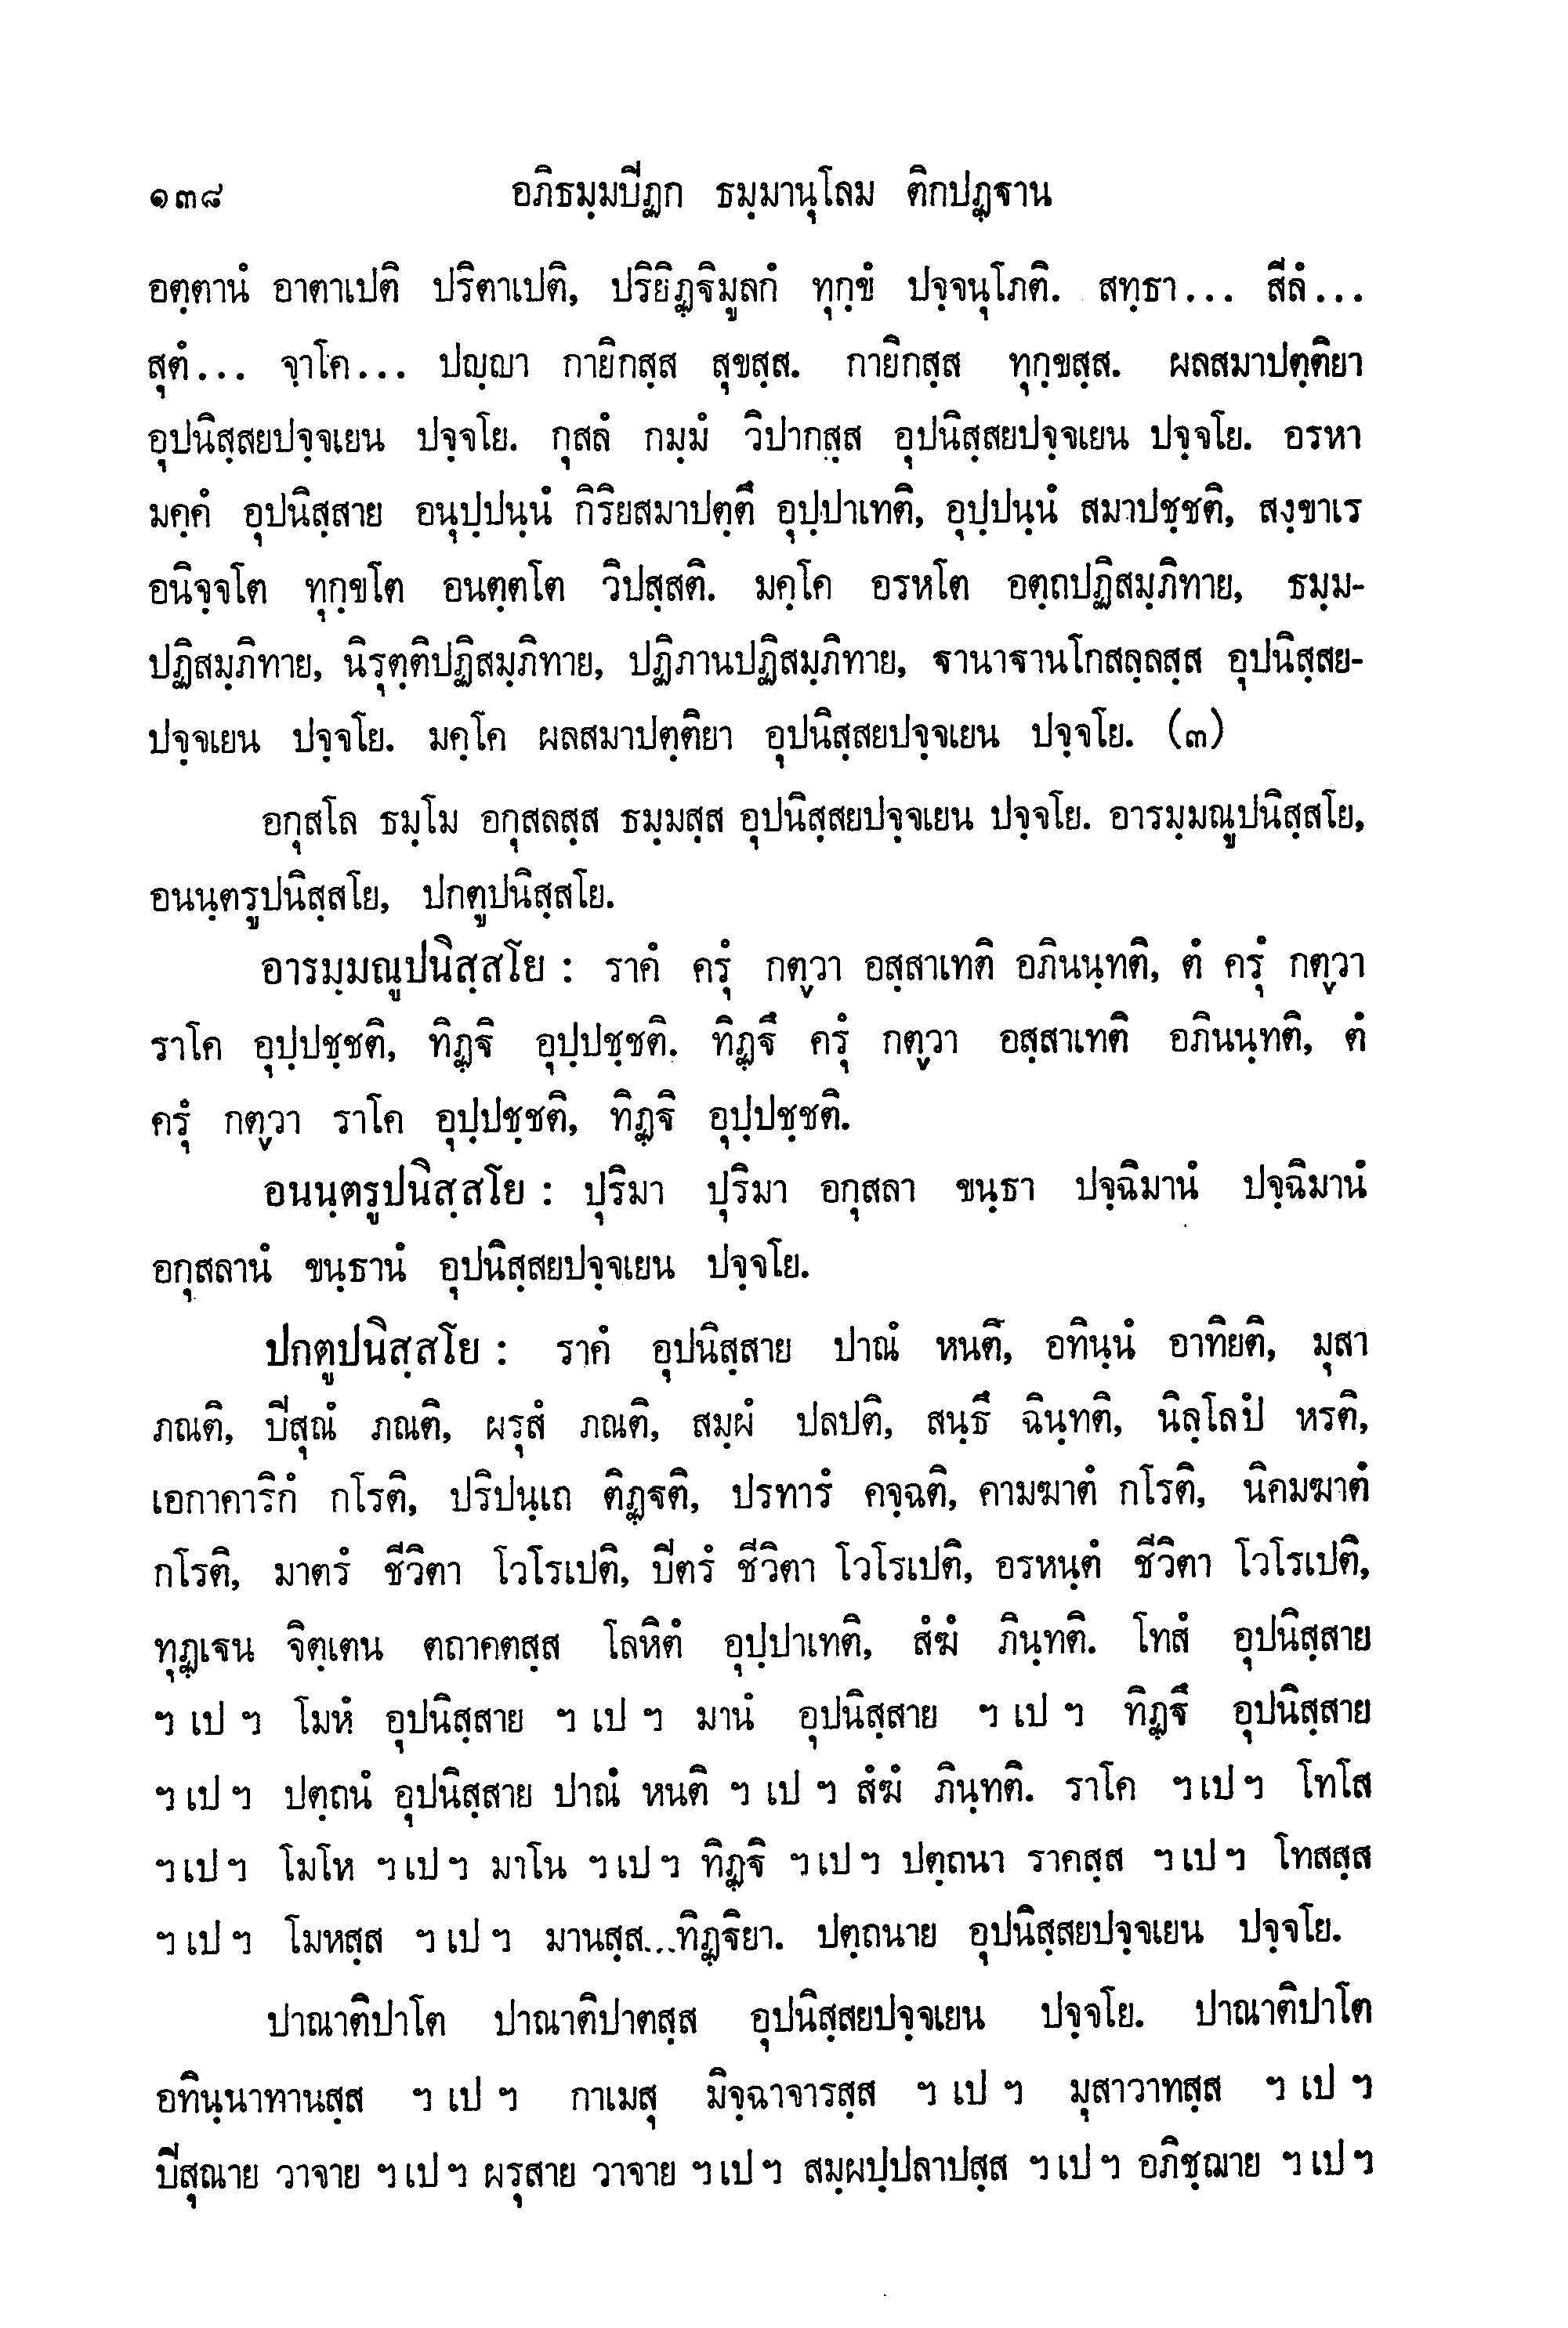 ๑๓๘ อภิธมฺมปีฏก ธมฺมานุโลม ติกปฏฺฐาน
อตฺตานํ อาตาเปติ ปริตาเปติ, ปริยิฏฺฐิมูลกํ ทุกฺขํ ปจฺจนุโภติ. สทฺธา... สีลํ...
สุตํ... จฺาโค... ปญฺญา กายิกสฺส สุขสฺส. กายิกสฺส ทุกฺขสฺส. ผลสมาปตฺติยา
อุปนิสฺสยปจฺจเยน ปจฺจโย. กุสลํ กมฺมํ วิปากสฺส อุปนิสฺสยปจฺจเยน ปจฺจโย. อรหา
มคฺคํ อุปนิสฺสาย อนุปฺปนฺนํ กิริยสมาปตฺตึ อุปฺปาเทติ, อุปฺปนฺนํ สมาปชฺชติ, สงฺขาเร
อนิจฺจโต ทุกฺขโต อนตฺตโต วิปสฺสติ. มคฺโค อรหโต อตฺถปฏิสมฺภิทาย, ธมฺม-
ปฏิสมฺภิทาย, นิรุตฺติปฏิสมฺภิทาย, ปฏิภานปฏิสมฺภิทาย, ฐานาฐานโกสลฺลสฺส อุปนิสฺสย-
ปจฺจเยน ปจฺจโย. มคฺโค ผลสมาปตฺติยา อุปนิสฺสยปจฺจเยน ปจฺจโย. (๓)
อกุสโล ธมฺโม อกุสลสฺส ธมฺมสฺส อุปนิสฺสยปจฺจเยน ปจฺจโย. อารมฺมณูปนิสฺสโย,
อนนฺตรูปนิสฺสโย, ปกตูปนิสฺสโย.
อารมฺมณูปนิสฺสโย : ราคํ ครุํ กตฺวา อสฺสาเทติ อภินนฺทติ, ตํ ครุํ กตฺวา
ราโค อุปฺปชฺชติ, ทิฏฺฐิ อุปฺปชฺชติ. ทิฏฺฐึ ครุํ กตฺวา อสฺสาเทติ อภินนฺทติ, ตํ
ครุํ กตฺวา ราโค อุปฺปชฺชติ, ทิฏฺฐิ อุปฺปชฺชติ.
อนนฺตรูปนิสฺสโย : ปุริมา ปุริมา อกุสลา ขนฺธา ปจฺฉิมานํ ปจฺฉิมานํ
อกุสลานํ ขนฺธานํ อุปนิสฺสยปจฺจเยน ปจฺจโย.
ปกตูปนิสฺสโย : ราคํ อุปนิสฺสาย ปาณํ หนติ, อทินฺนํ อาทิยติ, มุสา
ภณติ, ปีสุณํ ภณติ, ผรุสํ ภณติ, สมฺผํ ปลปติ, สนฺธึ ฉินฺทติ, นิลฺโลปํ หรติ,
เอกาคาริกํ กโรติ, ปริปนฺเถ ติฏฺฐติ, ปรทารํ คจฺฉติ, คามฆาตํ กโรติ, นิคมฆาตํ
กโรติ, มาตรํ ชีวิตา โวโรเปติ, ปีตรํ ชีวิตา โวโรเปติ, อรหนฺตํ ชีวิตา โวโรเปติ,
ทุฏฺเฐน จิตฺเตน ตถาคตสฺส โลหิตํ อุปฺปาเทติ, สํฆํ ภินฺทติ. โทสํ อุปนิสฺสาย
ฯ เป ฯ โมหํ อุปนิสฺสาย ฯ เป ฯ มานํ อุปนิสฺสาย ฯ เป ฯ ทิฏฺฐึ อุปนิสฺสาย
ฯ เป ฯ ปตฺถนํ อุปนิสฺสาย ปาณํ หนติ ฯ เป ฯ สํฆํ ภินฺทติ. ราโค ฯ เป ฯ โทโส
ฯ เป ฯ โมโห ฯ เป ฯ มาโน ฯ เป ฯ ทิฏฺฐิ ฯ เป ฯ ปตฺถนา ราคสฺส ฯ เป ฯ โทสสฺส
ฯ เป ฯ โมหสฺส ฯ เป ฯ มานสฺส...ทิฏฺฐิยา. ปตฺถนาย อุปนิสฺสยปจฺจเยน ปจฺจโย.
ปาณาติปาโต ปาณาติปาตสฺส อุปนิสฺสยปจฺจเยน ปจฺจโย. ปาณาติปาโต
อทินฺนาทานสฺส ฯ เป ฯ กาเมสุ มิจฺฉาจารสฺส ฯ เป ฯ มุสาวาทสฺส ฯ เป ฯ
ปีสุณาย วาจาย ฯ เป ฯ ผรุสาย วาจาย ฯ เป ฯ สมฺผปฺปลาปสฺส ฯ เป ฯ อภิชฺฌาย ฯ เป ฯ